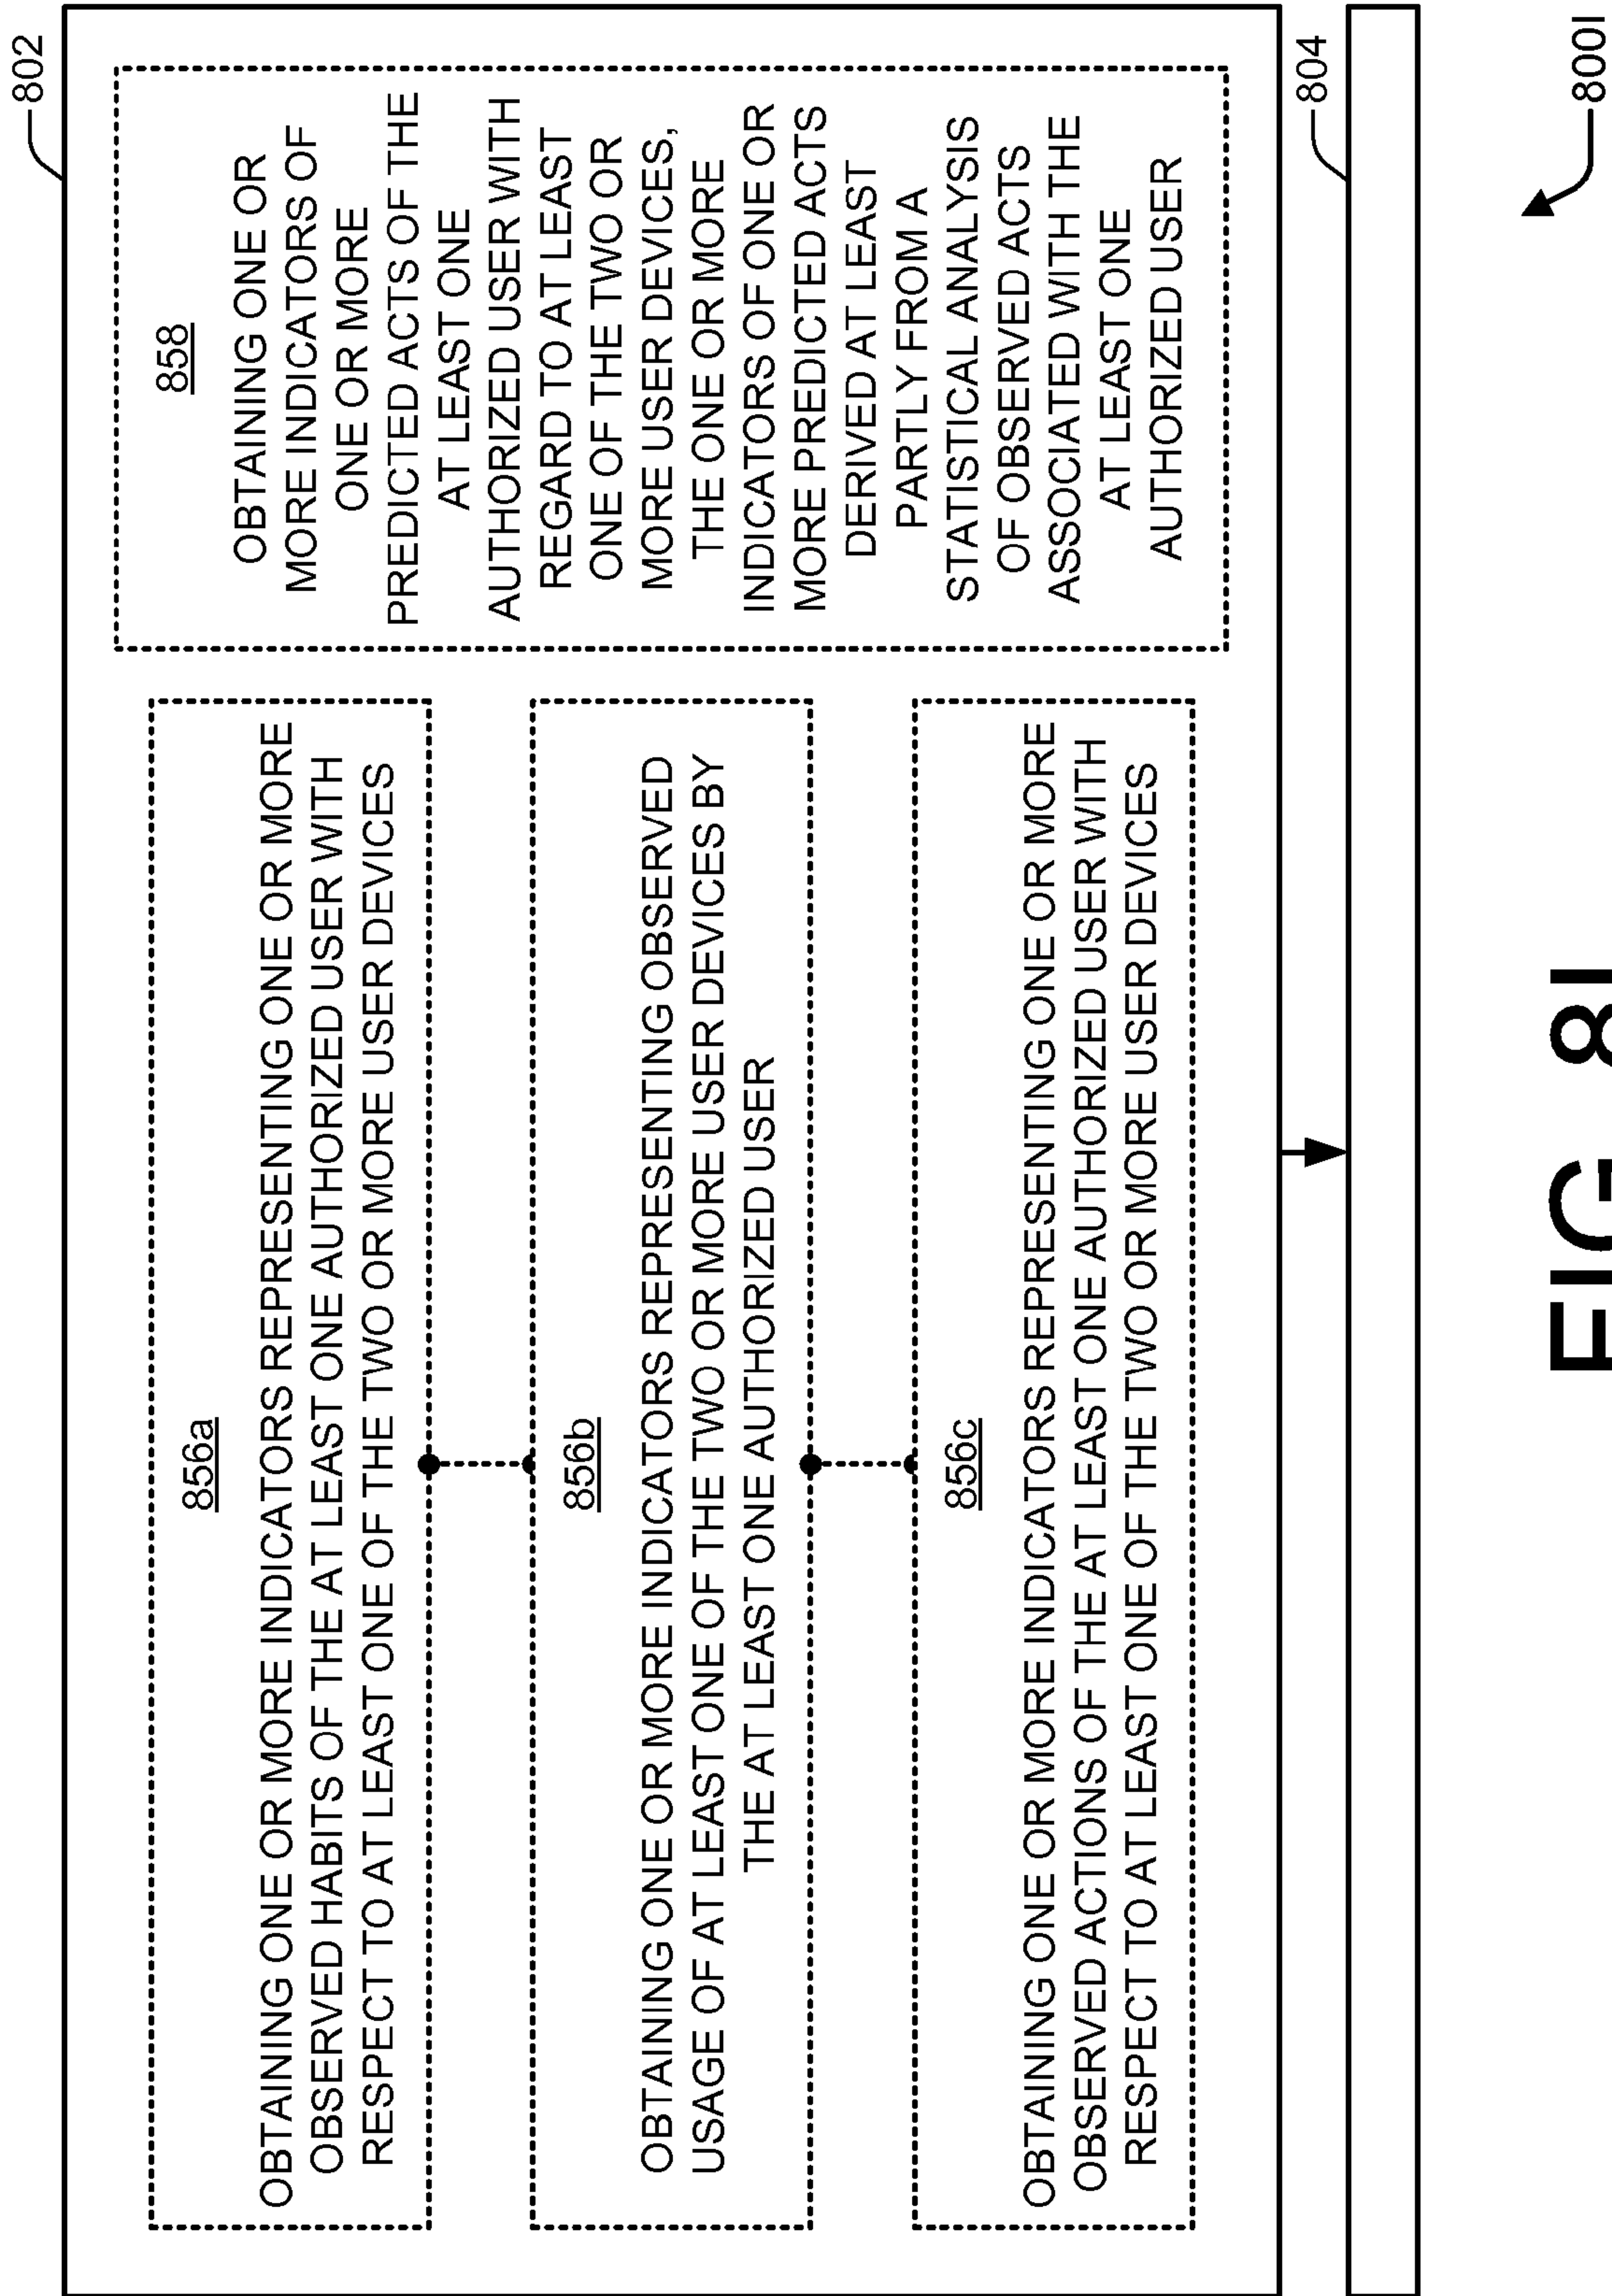 802
856a
OBTAINING ONE OR MORE INDICATORS REPRESENTING ONE OR MORE
OBSERVED HABITS OF THE AT LEAST ONE AUTHORIZED USER WITH
RESPECT TO AT LEAST ONE OF THE TWO OR MORE USER DEVICES
856b
OBTAINING ONE OR MORE INDICATORS REPRESENTING OBSERVED
USAGE OF AT LEAST ONE OF THE TWO OR MORE USER DEVICES BY
THE AT LEAST ONE AUTHORIZED USER
856c
OBTAINING ONE OR MORE INDICATORS REPRESENTING ONE OR MORE
OBSERVED ACTIONS OF THE AT LEAST ONE AUTHORIZED USER WITH
RESPECT TO AT LEAST ONE OF THE TWO OR MORE USER DEVICES
858
OBTAINING ONE OR
MORE INDICATORS OF
ONE OR MORE
PREDICTED ACTS OF THE
AT LEAST ONE
AUTHORIZED USER WITH
REGARD TO AT LEAST
ONE OF THE TWO OR
MORE USER DEVICES,
THE ONE OR MORE
INDICATORS OF ONE OR
MORE PREDICTED ACTS
DERIVED AT LEAST
PARTLY FROM A
STATISTICAL ANALYSIS
OF OBSERVED ACTS
ASSOCIATED WITH THE
AT LEAST ONE
AUTHORIZED USER
804
800I
FIG 8I